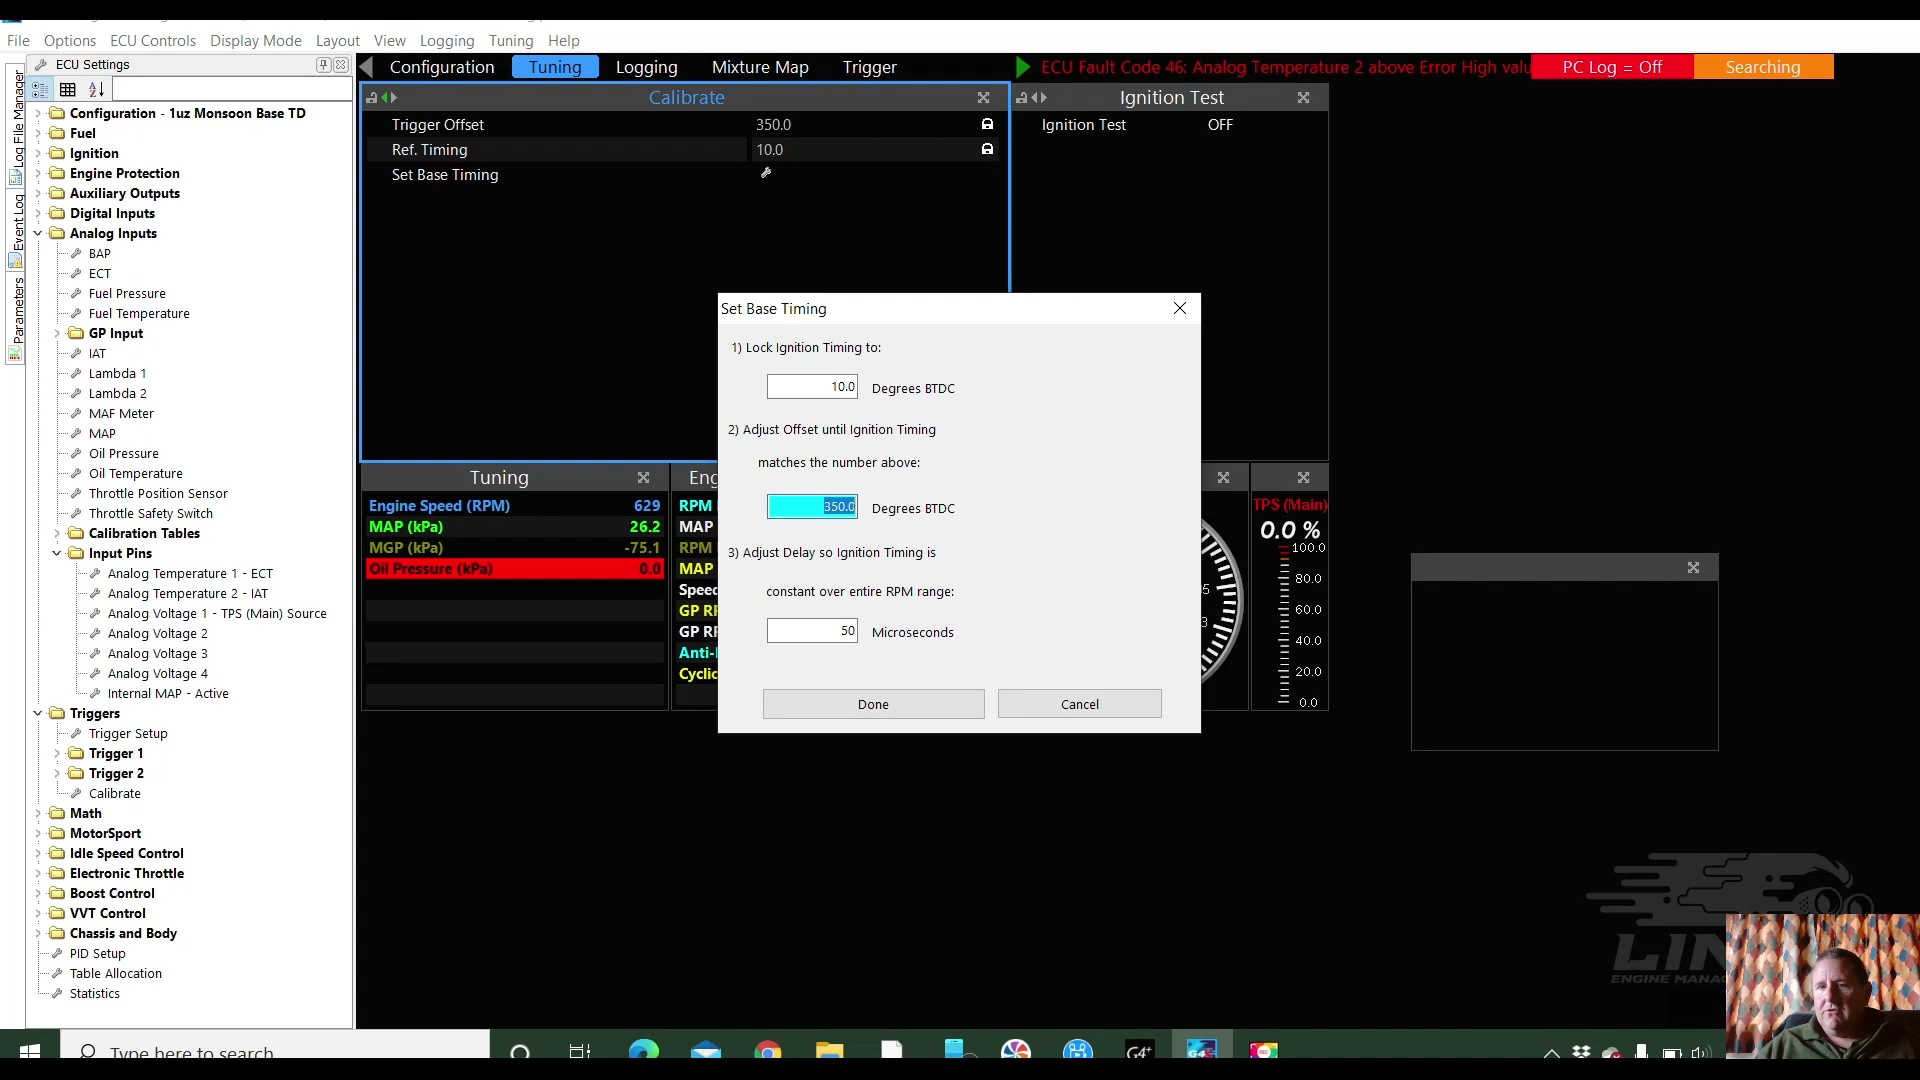 File Options ECU Controls Display Mode Layout View Logging Tuning Help
ECU Settings
Log File Manager
Event Log
Parameters
Configuration - 1uz Monsoon Base TD
Fuel
Ignition
Engine Protection
Auxiliary Outputs
Digital Inputs
Analog Inputs
BAP
ECT
Fuel Pressure
Fuel Temperature
GP Input
IAT
Lambda 1
Lambda 2
MAF Meter
MAP
Oil Pressure
Oil Temperature
Throttle Position Sensor
Throttle Safety Switch
Calibration Tables
Input Pins
Analog Temperature 1 - ECT
Analog Temperature 2 - IAT
Analog Voltage 1 - TPS (Main) Source
Analog Voltage 2
Analog Voltage 3
Analog Voltage 4
Internal MAP - Active
Triggers
Trigger Setup
Trigger 1
Trigger 2
Calibrate
Math
MotorSport
Idle Speed Control
Electronic Throttle
Boost Control
VVT Control
Chassis and Body
PID Setup
Table Allocation
Statistics
Configuration Tuning Logging Mixture Map Trigger
ECU Fault Code 46: Analog Temperature 2 above Error High valu
PC Log = Off
Searching
Calibrate
Trigger Offset 350.0
Ref. Timing 10.0
Set Base Timing
Ignition Test
Ignition Test OFF
Set Base Timing
1) Lock Ignition Timing to:
10.0 Degrees BTDC
2) Adjust Offset until Ignition Timing
matches the number above:
350.0 Degrees BTDC
3) Adjust Delay so Ignition Timing is
constant over entire RPM range:
50 Microseconds
Done Cancel
Tuning
Engine Speed (RPM) 629
MAP (kPa) 26.2
MGP (kPa) -75.1
Oil Pressure (kPa) 0.0
Eng
RPM
MAP
RPM
MAP
Speed
GP RP
GP RP
Anti-
Cyclic
TPS (Main)
0.0 %
100.0
80.0
60.0
40.0
20.0
0.0
LIN
ENGINE MANA
Type here to search
G4+